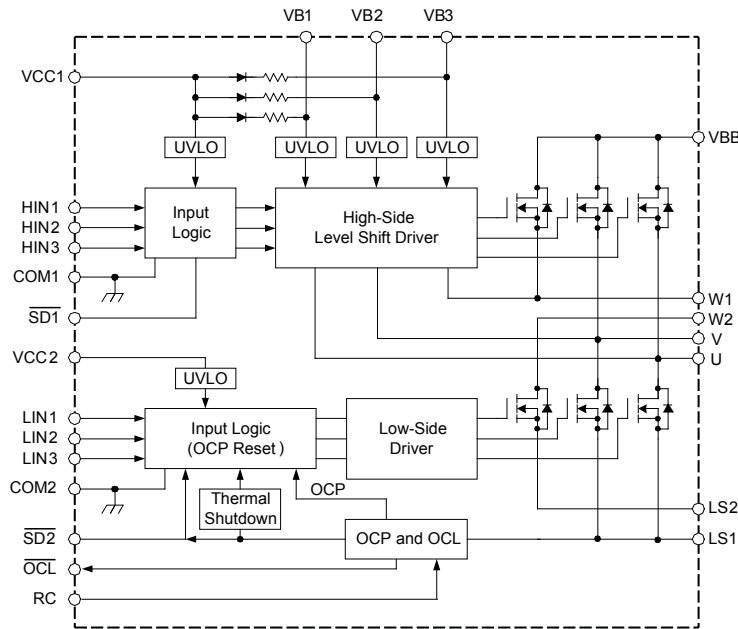 VB1
VB2
VB3
VCC1
UVLO
UVLO
UVLO
UVLO
VBB
HIN1
HIN2
HIN3
Input
Logic
High-Side
Level Shift Driver
COM1
SD1
W1
W2
V
U
VCC2
UVLO
LIN1
LIN2
LIN3
Input Logic
(OCP Reset)
Low-Side
Driver
COM2
OCP
Thermal
Shutdown
LS2
SD2
OCP and OCL
LS1
OCL
RC